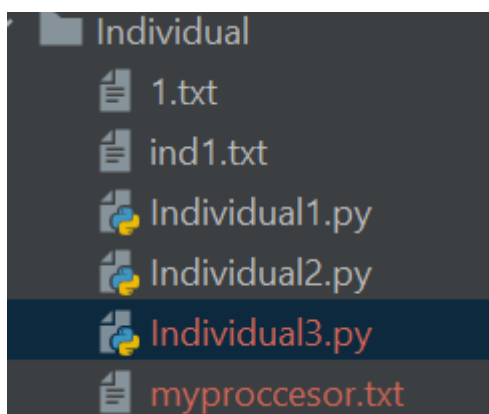 Individual
1.txt
ind1.txt
Individual1.py
Individual2.py
Individual3.py
myproccesor.txt